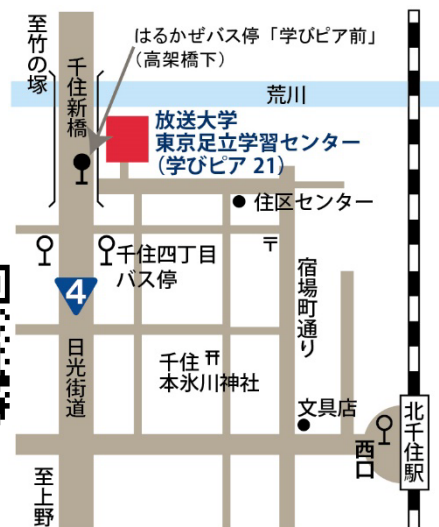 至竹の塚
はるかぜバス停「学びピア前」
(高架橋下)
千住新橋
荒川
放送大学
東京足立学習センター
(学びピア 21)
住区センター
〒
千住四丁目
バス停
宿場町通り
4
日光街道
千住
本氷川神社
文具店
西口
北千住駅
至上野